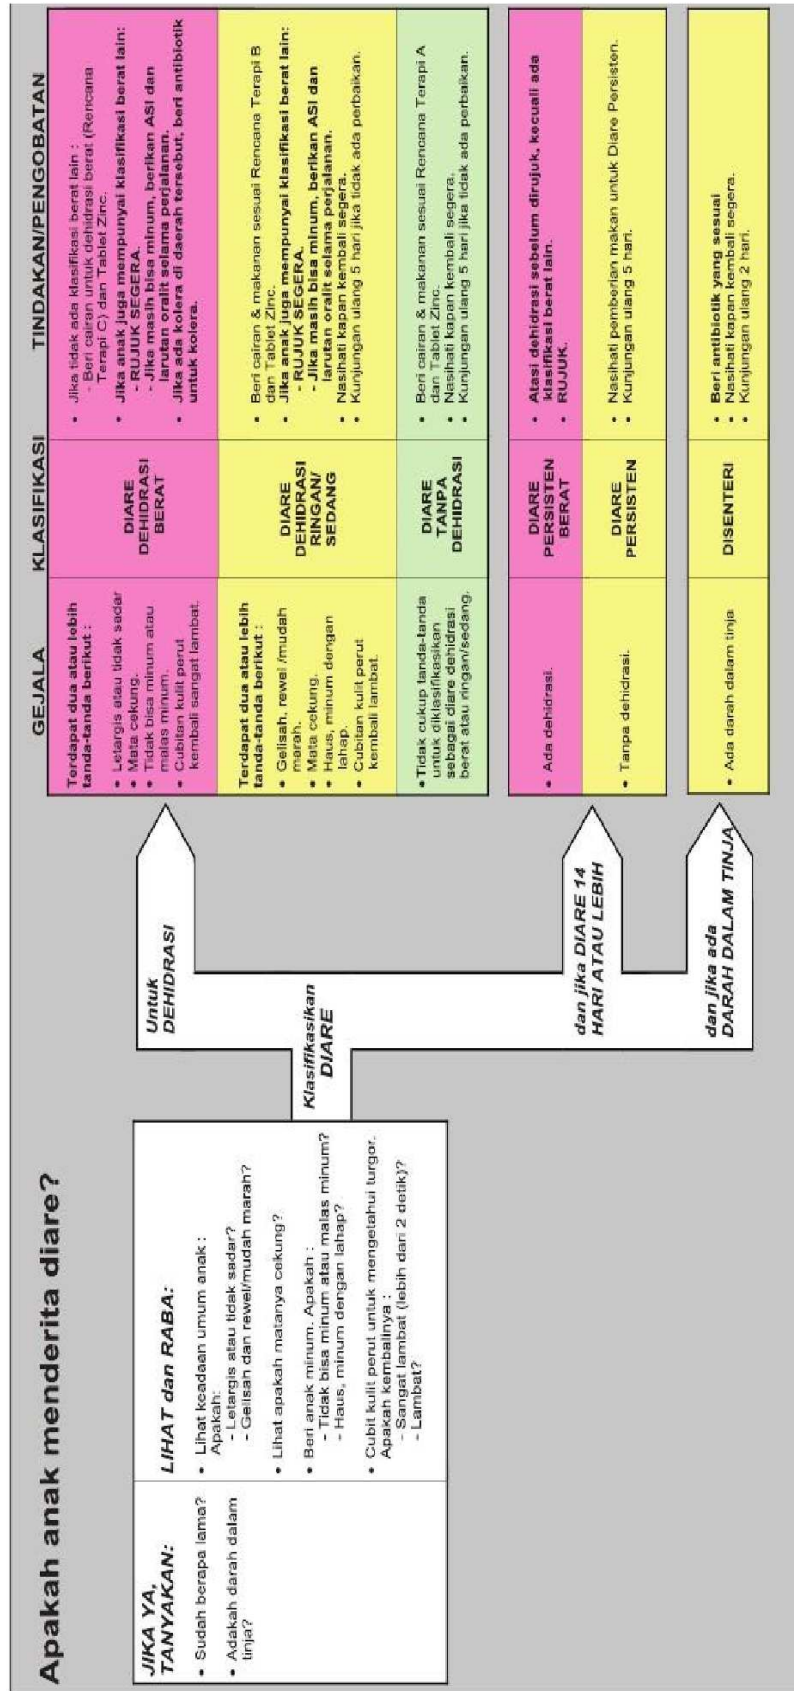 Apakah anak menderita diare?
JIKA YA,
TANYAKAN:
• Sudah berapa lama?
• Adakah darah dalam
tinja?
LIHAT dan RABA:
• Lihat keadaan umum anak :
Apakah:
- Letargis atau tidak sadar?
- Gelisah dan rewel/mudah marah?
• Lihat apakah matanya cekung?
• Beri anak minum. Apakah :
- Tidak bisa minum atau malas minum?
- Haus, minum dengan lahap?
• Cubit kulit perut untuk mengetahui turgor.
Apakah kembalinya :
- Sangat lambat (lebih dari 2 detik)?
- Lambat?
Klasifikasikan
DIARE
Untuk
DEHIDRASI
dan jika DIARE 14
HARI ATAU LEBIH
dan jika ada
DARAH DALAM TINJA
GEJALA
KLASIFIKASI
TINDAKAN/PENGOBATAN
Terdapat dua atau lebih
tanda-tanda berikut :
• Letargis atau tidak sadar
• Mata cekung.
• Tidak bisa minum atau
malas minum.
• Cubitan kulit perut
kembali sangat lambat.
DIARE
DEHIDRASI
BERAT
• Jika tidak ada klasifikasi berat lain :
- Beri cairan untuk dehidrasi berat (Rencana
Terapi C) dan Tablet Zinc.
• Jika anak juga mempunyai klasifikasi berat lain:
- RUJUK SEGERA.
- Jika masih bisa minum, berikan ASI dan
larutan oralit selama perjalanan.
• Jika ada kolera di daerah tersebut, beri antibiotik
untuk kolera.
Terdapat dua atau lebih
tanda-tanda berikut :
• Gelisah, rewel /mudah
marah.
• Mata cekung.
• Haus, minum dengan
lahap.
• Cubitan kulit perut
kembali lambat.
DIARE
DEHIDRASI
RINGAN/
SEDANG
• Beri cairan & makanan sesuai Rencana Terapi B
dan Tablet Zinc.
• Jika anak juga mempunyai klasifikasi berat lain:
- RUJUK SEGERA.
- Jika masih bisa minum, berikan ASI dan
larutan oralit selama perjalanan.
• Nasihati kapan kembali segera.
• Kunjungan ulang 5 hari jika tidak ada perbaikan.
• Tidak cukup tanda-tanda
untuk diklasifikasikan
sebagai diare dehidrasi
berat atau ringan/sedang.
DIARE
TANPA
DEHIDRASI
• Beri cairan & makanan sesuai Rencana Terapi A
dan Tablet Zinc.
• Nasihati kapan kembali segera.
• Kunjungan ulang 5 hari jika tidak ada perbaikan.
• Ada dehidrasi.
DIARE
PERSISTEN
BERAT
• Atasi dehidrasi sebelum dirujuk, kecuali ada
klasifikasi berat lain.
• RUJUK.
• Tanpa dehidrasi.
DIARE
PERSISTEN
• Nasihati pemberian makan untuk Diare Persisten.
• Kunjungan ulang 5 hari.
• Ada darah dalam tinja
DISENTERI
• Beri antibiotik yang sesuai
• Nasihati kapan kembali segera.
• Kunjungan ulang 2 hari.